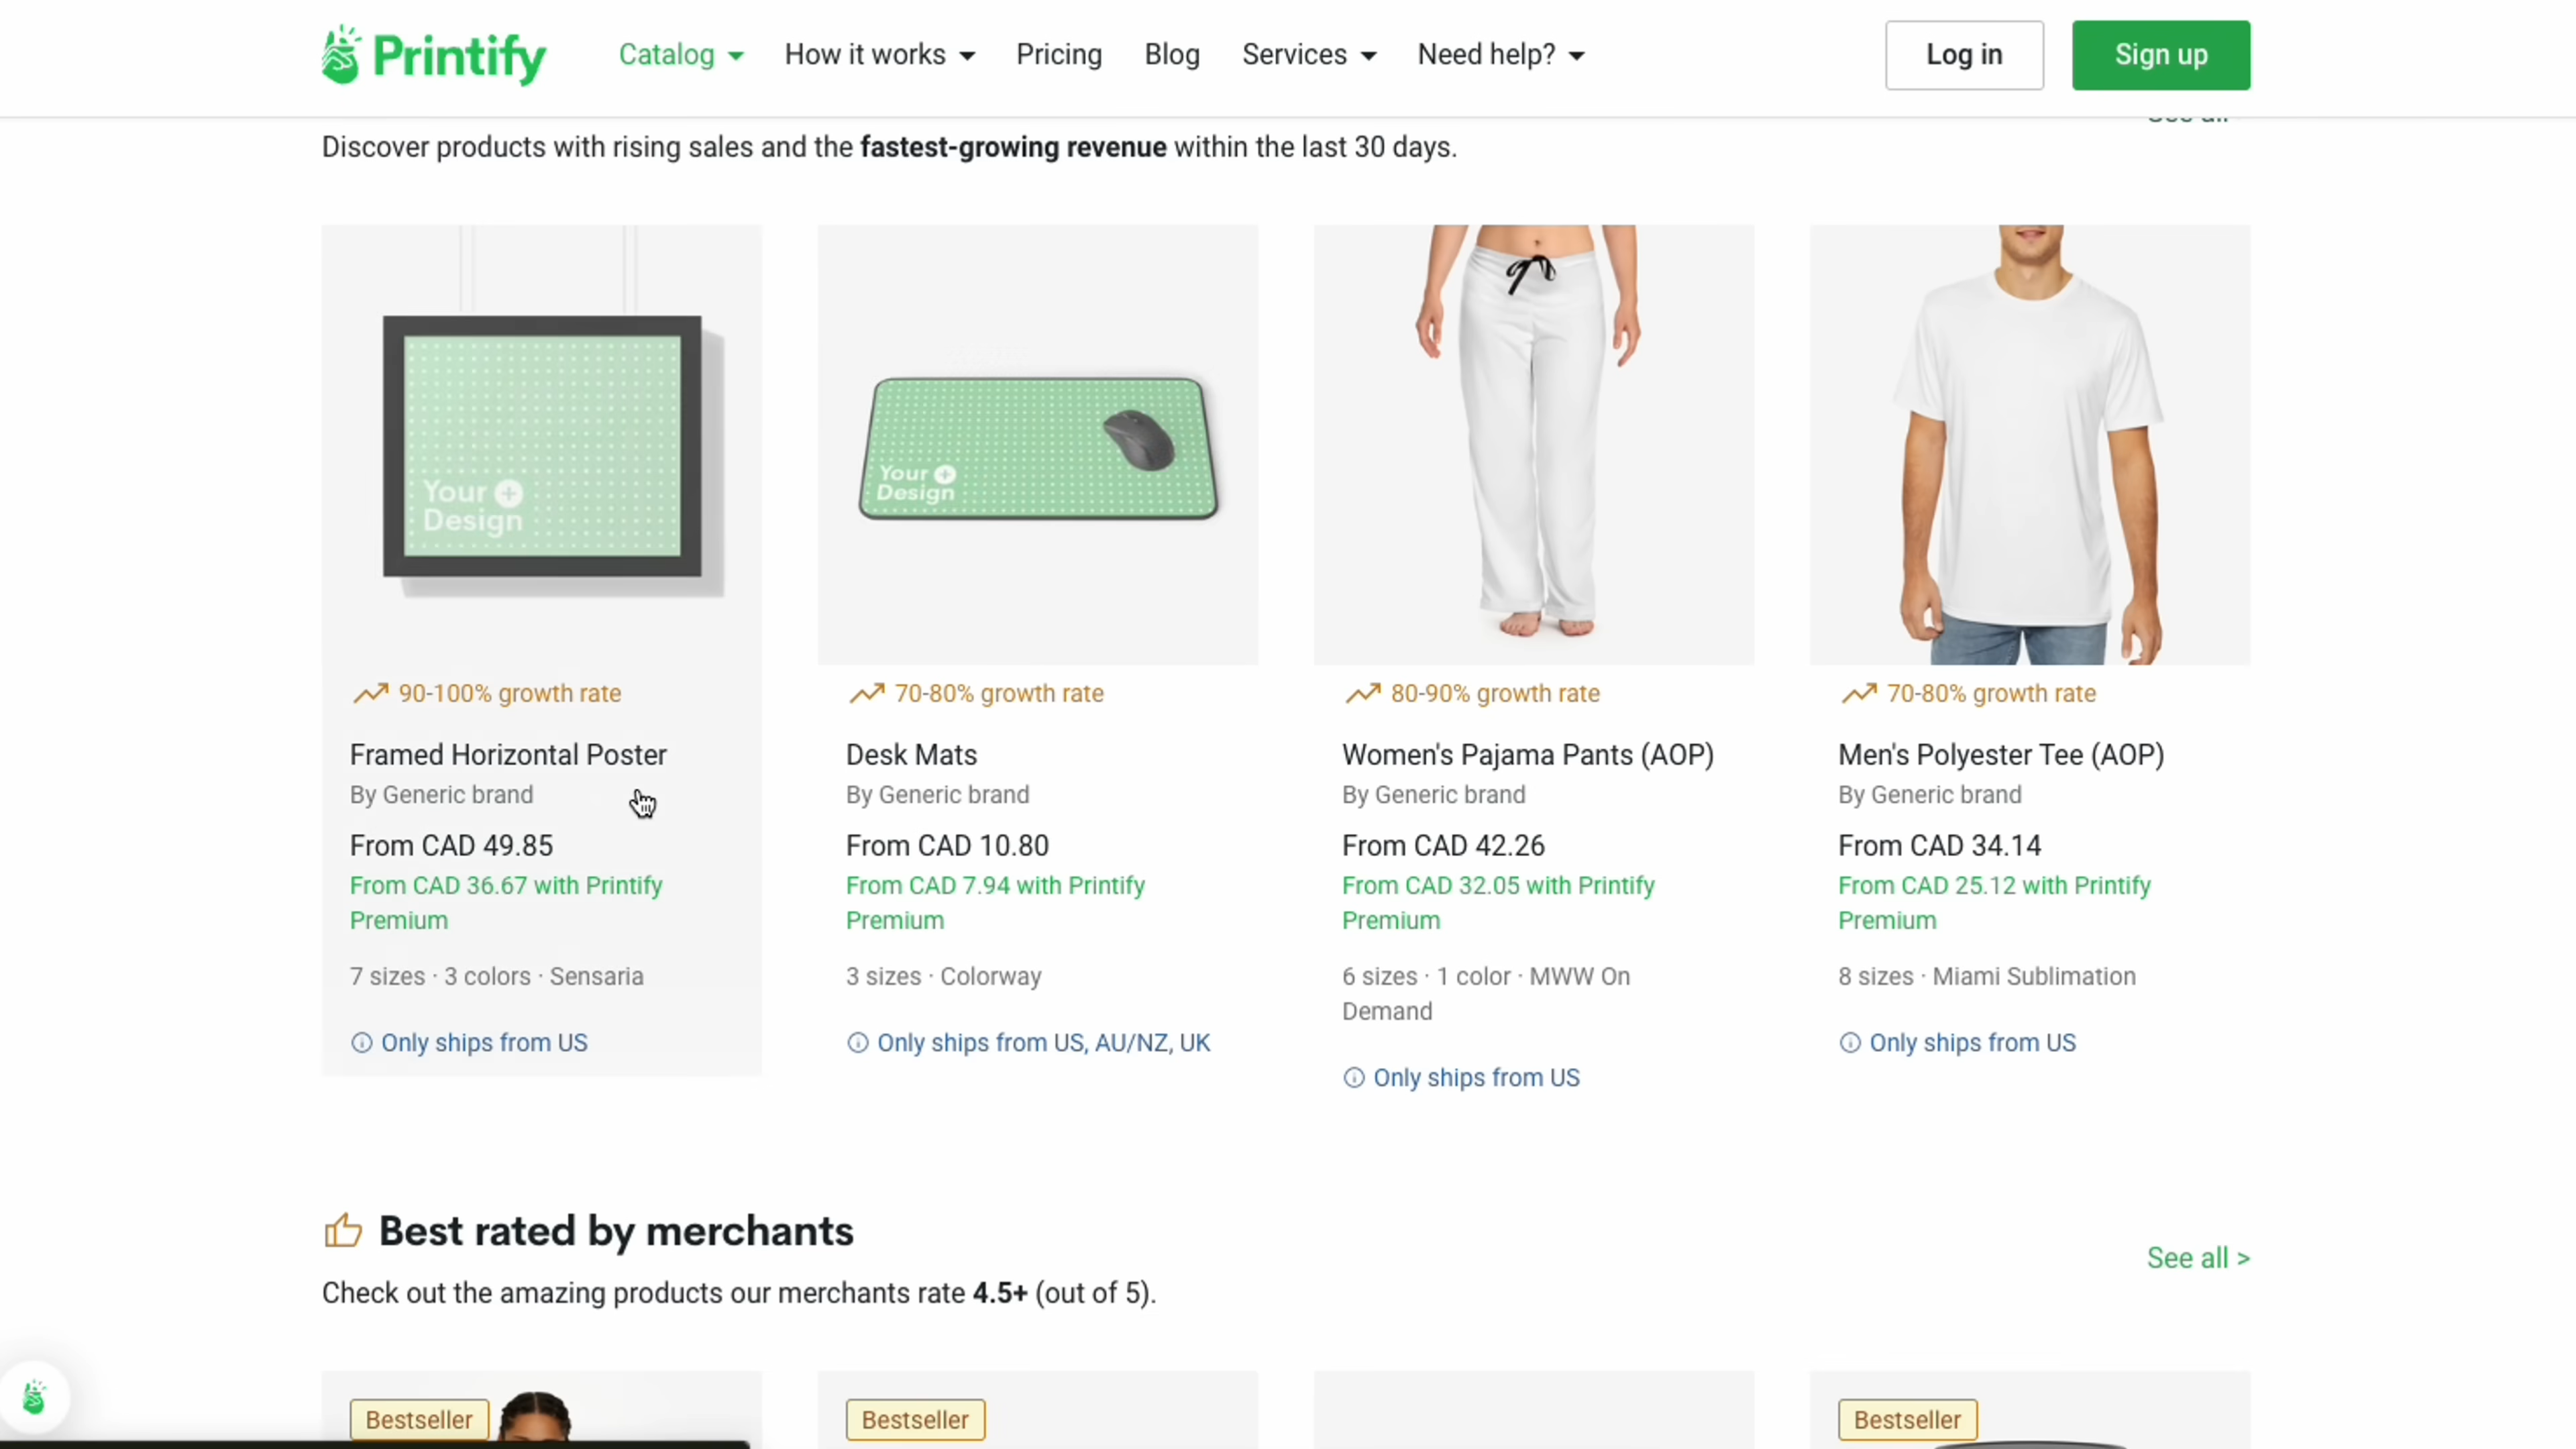 Printify
Catalog
How it works
Pricing
Blog
Services
Need help?
Log in
Sign up
See all
Discover products with rising sales and the fastest-growing revenue within the last 30 days.
Your
Design
90-100% growth rate
Framed Horizontal Poster
By Generic brand
From CAD 49.85
From CAD 36.67 with Printify
Premium
7 sizes · 3 colors · Sensaria
Only ships from US
Your
Design
70-80% growth rate
Desk Mats
By Generic brand
From CAD 10.80
From CAD 7.94 with Printify
Premium
3 sizes · Colorway
Only ships from US, AU/NZ, UK
80-90% growth rate
Women's Pajama Pants (AOP)
By Generic brand
From CAD 42.26
From CAD 32.05 with Printify
Premium
6 sizes · 1 color · MWW On
Demand
Only ships from US
70-80% growth rate
Men's Polyester Tee (AOP)
By Generic brand
From CAD 34.14
From CAD 25.12 with Printify
Premium
8 sizes · Miami Sublimation
Only ships from US
Best rated by merchants
See all >
Check out the amazing products our merchants rate 4.5+ (out of 5).
Bestseller
Bestseller
Bestseller